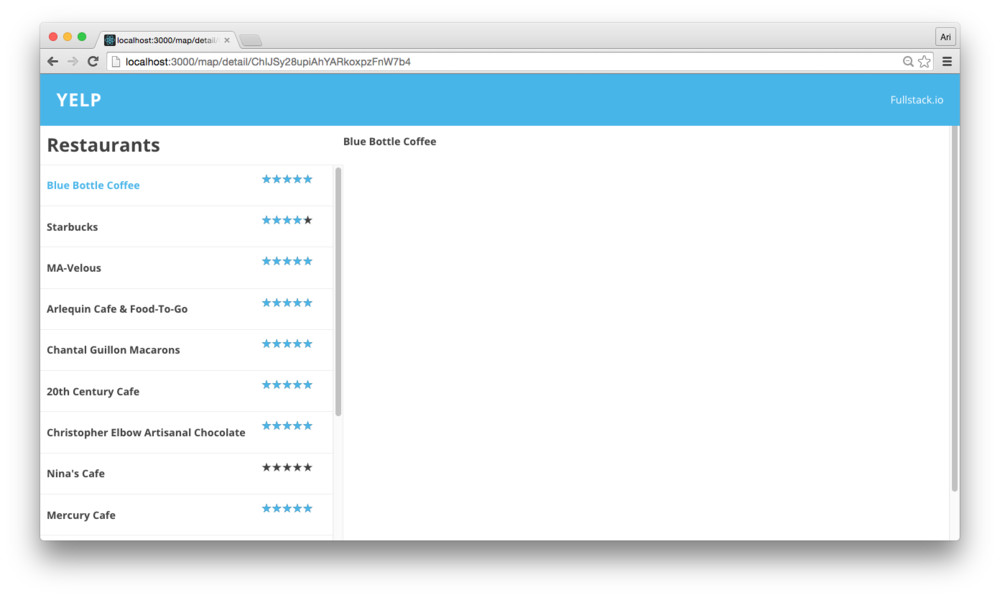 localhost:3000/map/detail/
Ari
localhost:3000/map/detail/ChIJSy28upiAhYARkoxpzFnW7b4
YELP
Fullstack.io
Restaurants
Blue Bottle Coffee
Blue Bottle Coffee
Starbucks
MA-Velous
Arlequin Cafe & Food-To-Go
Chantal Guillon Macarons
20th Century Cafe
Christopher Elbow Artisanal Chocolate
Nina's Cafe
Mercury Cafe